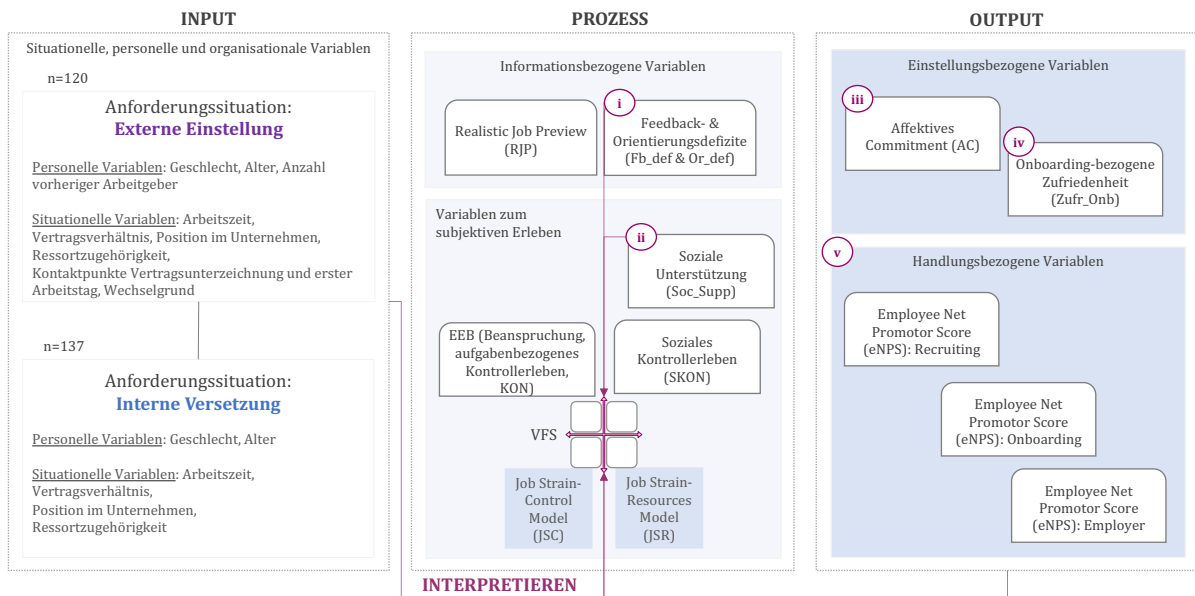 INPUT
Situationelle, personelle und organisationale Variablen
n=120
Anforderungssituation:
Externe Einstellung
Personelle Variablen: Geschlecht, Alter, Anzahl
vorheriger Arbeitgeber
Situationelle Variablen: Arbeitszeit,
Vertragsverhältnis, Position im Unternehmen,
Ressortzugehörigkeit,
Kontaktpunkte Vertragsunterzeichnung und erster
Arbeitstag, Wechselgrund
n=137
Anforderungssituation:
Interne Versetzung
Personelle Variablen: Geschlecht, Alter
Situationelle Variablen: Arbeitszeit,
Vertragsverhältnis,
Position im Unternehmen,
Ressortzugehörigkeit
PROZESS
Informationsbezogene Variablen
Realistic Job Preview
(RJP)
i
Feedback- &
Orientierungsdefizite
(Fb_def & Or_def)
Variablen zum
subjektiven Erleben
ii
Soziale
Unterstützung
(Soc_Supp)
EEB (Beanspruchung,
aufgabenbezogenes
Kontrollerleben,
KON)
Soziales
Kontrollerleben
(SKON)
VFS
Job Strain-
Control
Model
(JSC)
Job Strain-
Resources
Model
(JSR)
INTERPRETIEREN
OUTPUT
Einstellungsbezogene Variablen
iii
Affektives
Commitment (AC)
iv
Onboarding-bezogene
Zufriedenheit
(Zufr_Onb)
v
Handlungsbezogene Variablen
Employee Net
Promotor Score
(eNPS): Recruiting
Employee Net
Promotor Score
(eNPS): Onboarding
Employee Net
Promotor Score
(eNPS): Employer